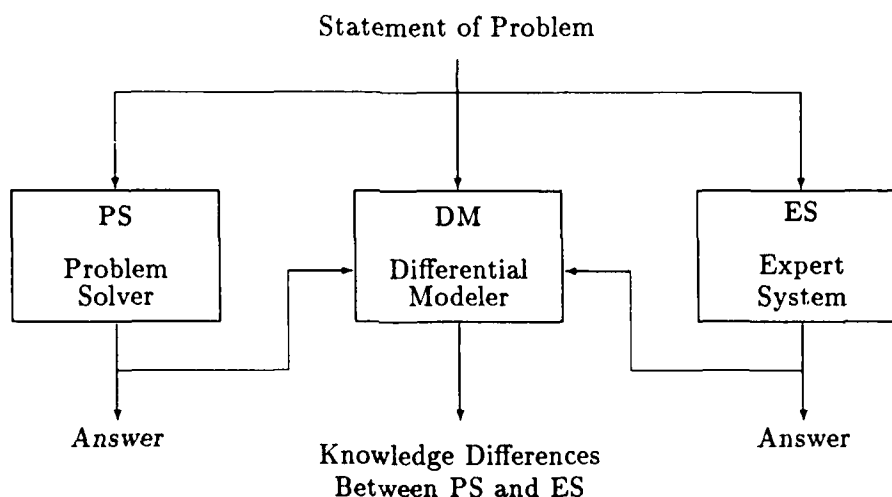 Statement of Problem
PS
Problem
Solver
DM
Differential
Modeler
ES
Expert
System
Answer
Knowledge Differences
Between PS and ES
Answer